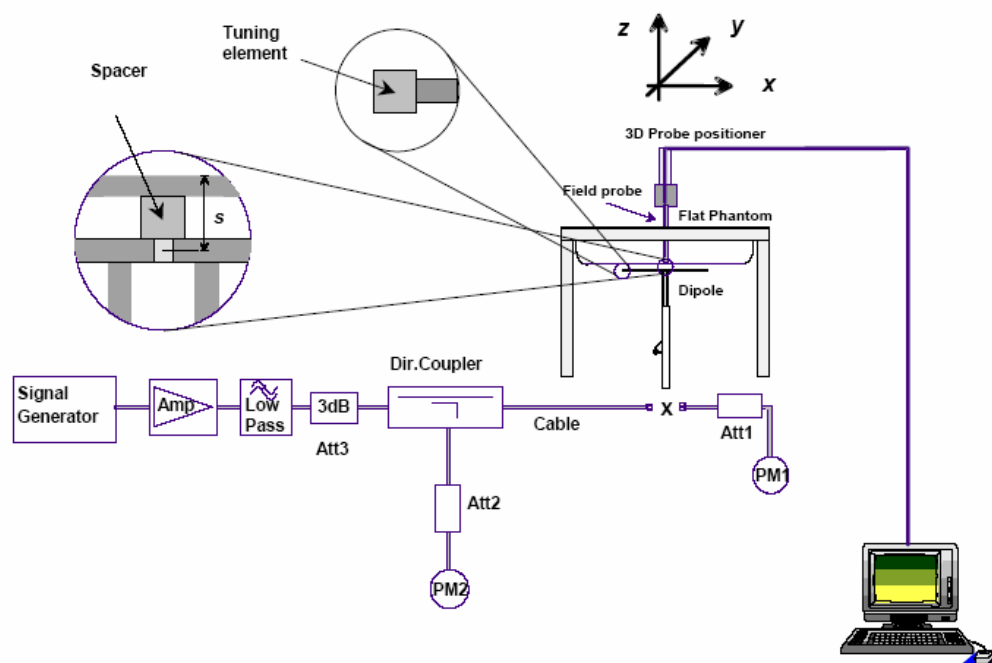 Tuning
element
Spacer
s
z
y
x
3D Probe positioner
Field probe
Flat Phantom
Dipole
Dir.Coupler
Signal
Generator
Amp
Low
Pass
3dB
Att3
Cable
X
Att1
PM1
Att2
PM2